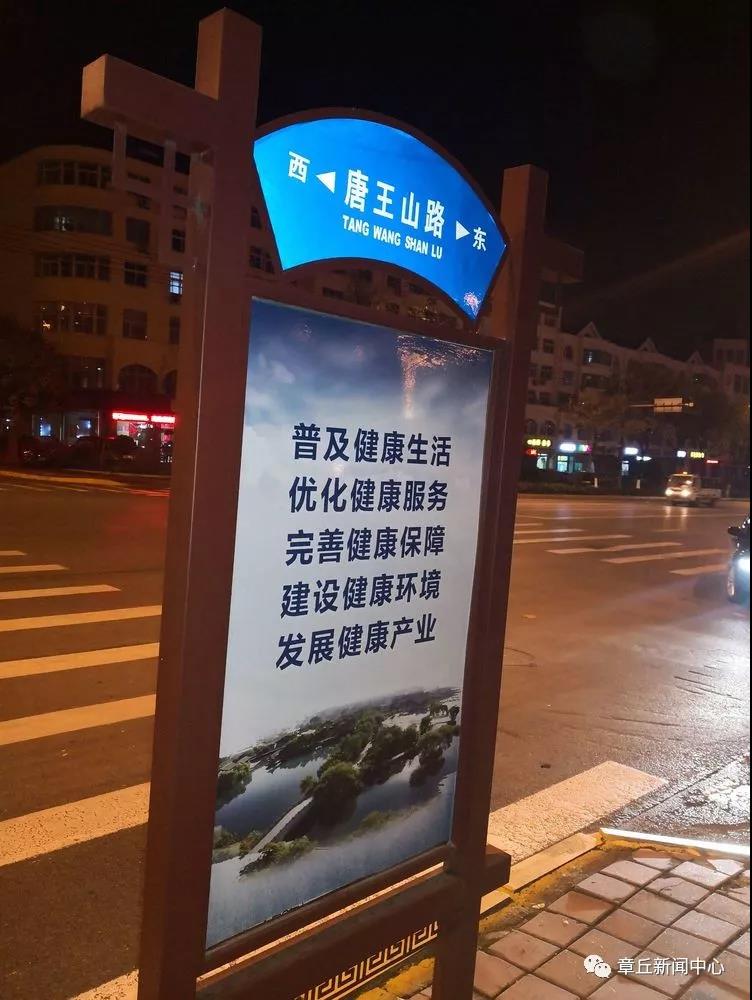 西 ◀ 唐王山路 ▶ 东
TANG WANG SHAN LU
普及健康生活
优化健康服务
完善健康保障
建设健康环境
发展健康产业
章丘新闻中心